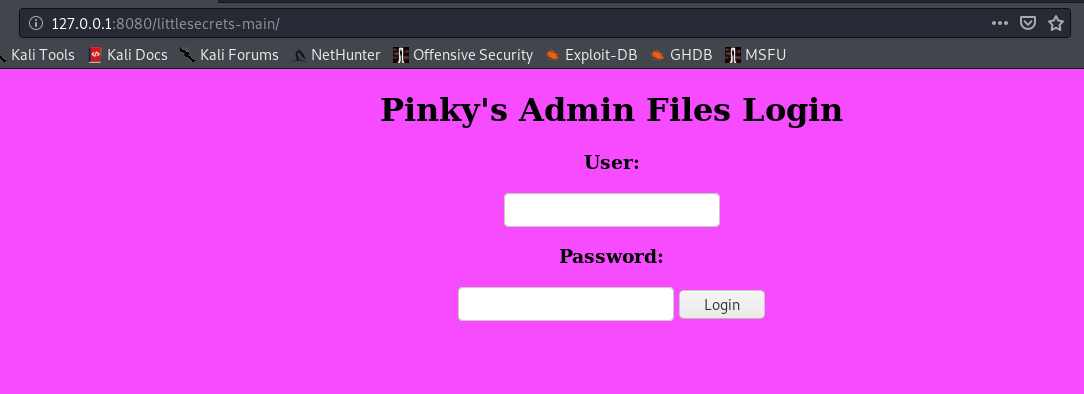 127.0.0.1:8080/littlesecrets-main/
Kali Tools Kali Docs Kali Forums NetHunter Offensive Security Exploit-DB GHDB MSFU
Pinky's Admin Files Login
User:
Password:
Login